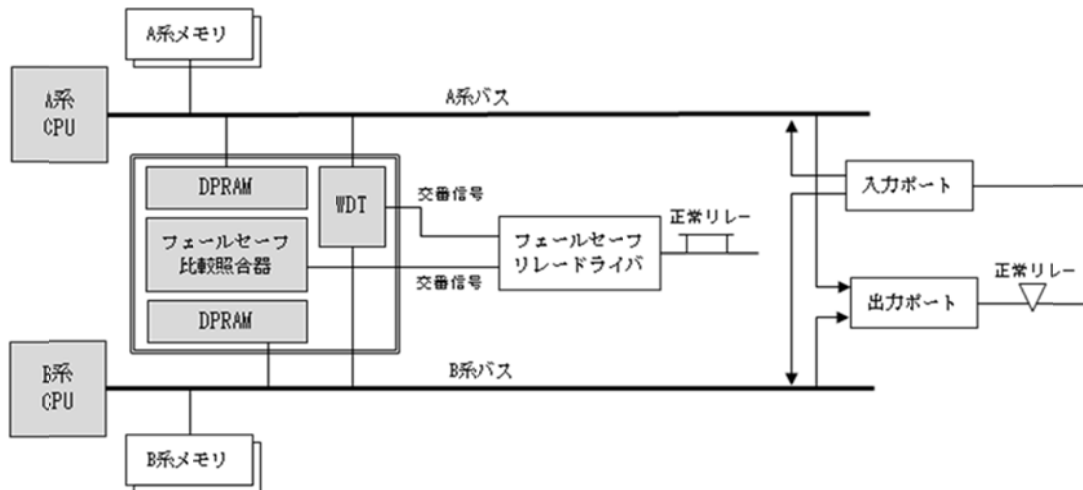 A系メモリ
A系
CPU
A系バス
DPRAM
WDT
交番信号
フェールセーフ
比較照合器
交番信号
DPRAM
フェールセーフ
リレードライバ
正常リレー
入力ポート
出力ポート
正常リレー
B系
CPU
B系バス
B系メモリ